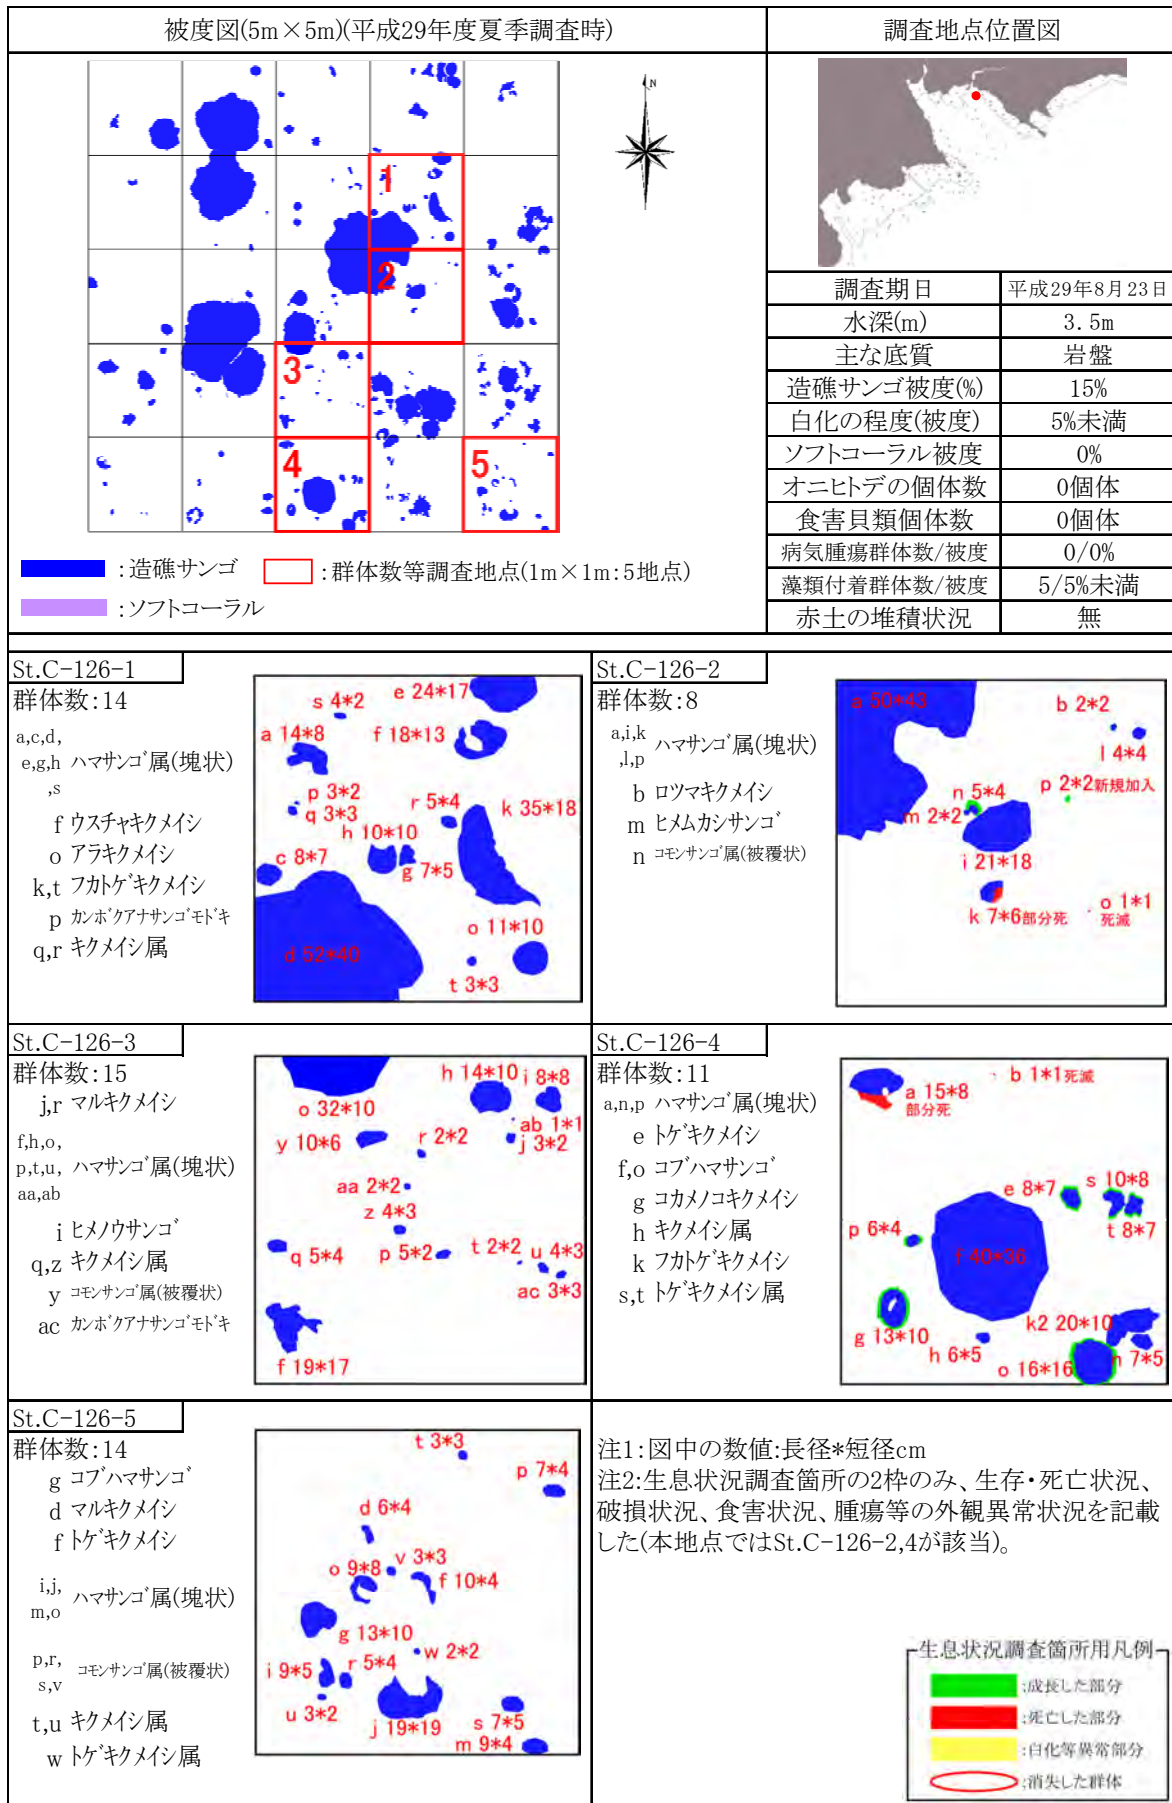 被度図(5m×5m)(平成29年度夏季調査時)
調査地点位置図
N
1
2
3
4
5
:造礁サンゴ
:群体数等調査地点(1m×1m:5地点)
:ソフトコーラル
調査期日 平成29年8月23日
水深(m) 3.5m
主な底質 岩盤
造礁サンゴ被度(%) 15%
白化の程度(被度) 5%未満
ソフトコーラル被度 0%
オニヒトデの個体数 0個体
食害貝類個体数 0個体
病気腫瘍群体数/被度 0/0%
藻類付着群体数/被度 5/5%未満
赤土の堆積状況 無
St.C-126-1
群体数:14
a,c,d,
e,g,h ハマサンゴ属(塊状)
,s
f ウスチャキクメイシ
o アラキクメイシ
k,t フカトゲキクメイシ
p カンボクアナサンゴモドキ
q,r キクメイシ属
s 4*2
e 24*17
a 14*8
f 18*13
p 3*2
q 3*3
r 5*4
k 35*18
h 10*10
c 8*7
g 7*5
o 11*10
d 52*40
t 3*3
St.C-126-2
群体数:8
a,i,k
,l,p ハマサンゴ属(塊状)
b ロツマキクメイシ
m ヒメムカシサンゴ
n コモンサンゴ属(被覆状)
a 50*43
b 2*2
l 4*4
n 5*4
p 2*2新規加入
m 2*2
i 21*18
k 7*6部分死
o 1*1
死滅
St.C-126-3
群体数:15
j,r マルキクメイシ
f,h,o,
p,t,u, ハマサンゴ属(塊状)
aa,ab
i ヒメノウサンゴ
q,z キクメイシ属
y コモンサンゴ属(被覆状)
ac カンボクアナサンゴモドキ
h 14*10
i 8*8
o 32*10
ab 1*1
y 10*6
r 2*2
j 3*2
aa 2*2
z 4*3
q 5*4
p 5*2
t 2*2
u 4*3
ac 3*3
f 19*17
St.C-126-4
群体数:11
a,n,p ハマサンゴ属(塊状)
e トゲキクメイシ
f,o コブハマサンゴ
g コカメノコキクメイシ
h キクメイシ属
k フカトゲキクメイシ
s,t トゲキクメイシ属
b 1*1死滅
a 15*8
部分死
e 8*7
s 10*8
p 6*4
t 8*7
f 40*36
k2 20*10
g 13*10
h 6*5
o 16*16
n 7*5
St.C-126-5
群体数:14
g コブハマサンゴ
d マルキクメイシ
f トゲキクメイシ
i,j,
m,o ハマサンゴ属(塊状)
p,r,
s,v コモンサンゴ属(被覆状)
t,u キクメイシ属
w トゲキクメイシ属
t 3*3
p 7*4
d 6*4
o 9*8
v 3*3
f 10*4
g 13*10
w 2*2
i 9*5
r 5*4
u 3*2
j 19*19
s 7*5
m 9*4
注1:図中の数値:長径*短径cm
注2:生息状況調査箇所の2枠のみ、生存・死亡状況、
破損状況、食害状況、腫瘍等の外観異常状況を記載
した(本地点ではSt.C-126-2,4が該当)。
生息状況調査箇所用凡例
:成長した部分
:死亡した部分
:白化等異常部分
:消失した群体